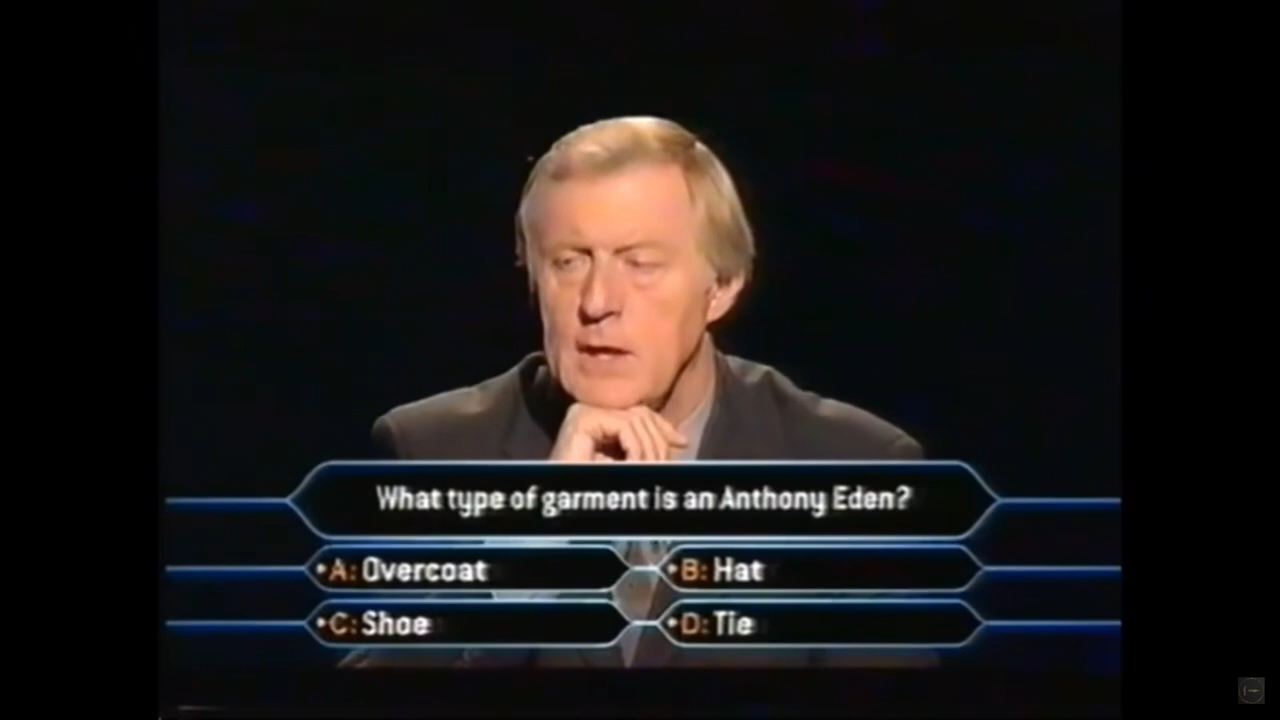 What type of garment is an Anthony Eden?
A: Overcoat
B: Hat
C: Shoe
D: Tie